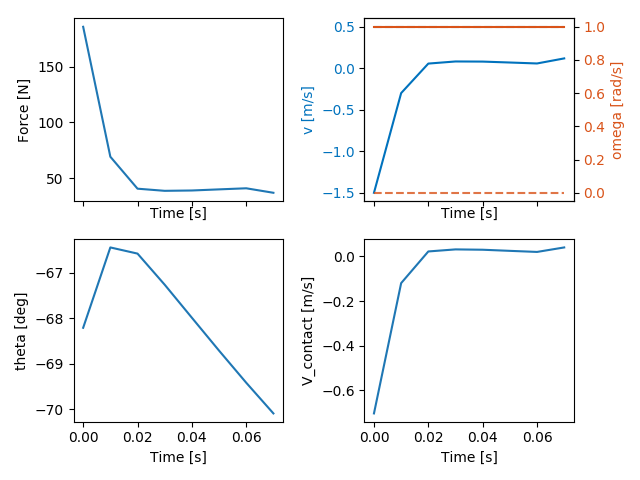 150
100
50
Force [N]
Time [s]
0.5
0.0
−0.5
−1.0
−1.5
v [m/s]
1.0
0.8
0.6
0.4
0.2
0.0
omega [rad/s]
Time [s]
−67
−68
−69
−70
theta [deg]
0.00 0.02 0.04 0.06
Time [s]
0.0
−0.2
−0.4
−0.6
V_contact [m/s]
0.00 0.02 0.04 0.06
Time [s]